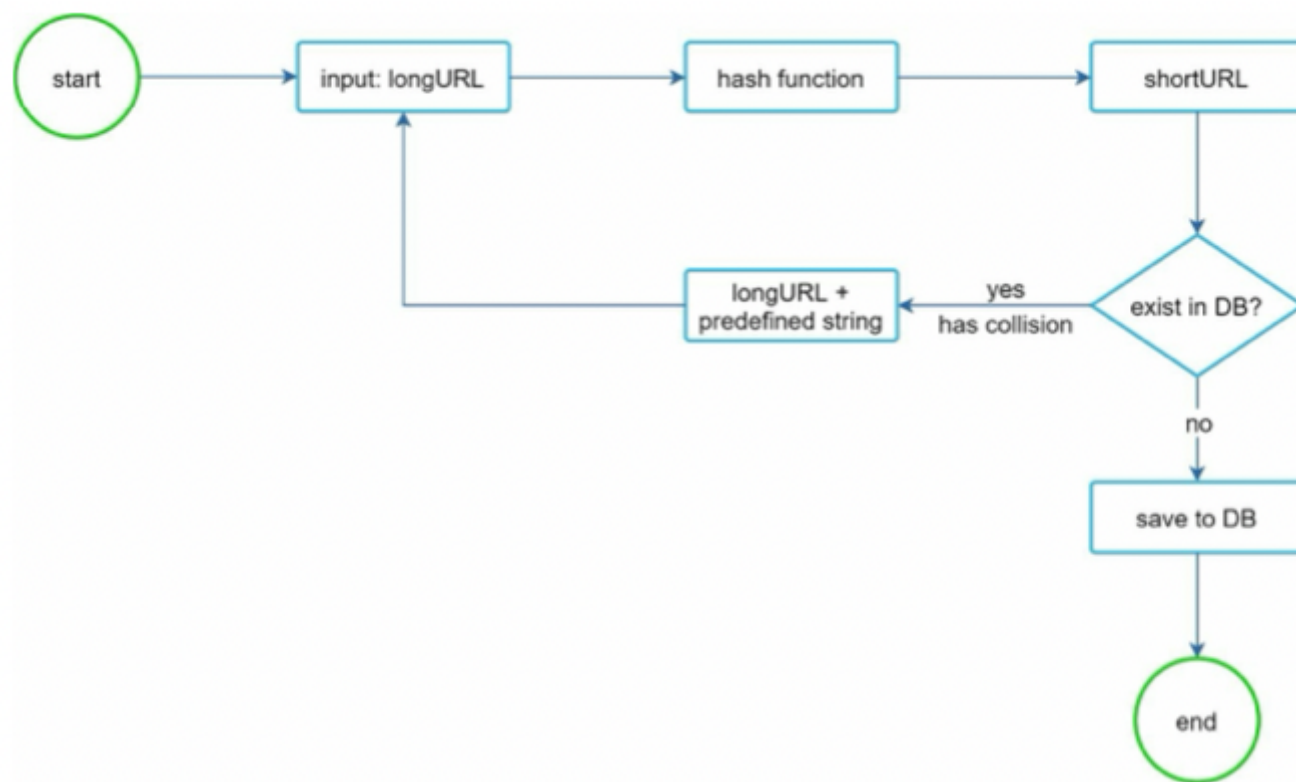 start
input: longURL
hash function
shortURL
longURL +
predefined string
yes
has collision
exist in DB?
no
save to DB
end